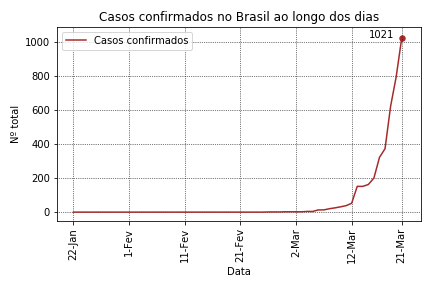 Casos confirmados no Brasil ao longo dos dias
Casos confirmados
1021
Nº total
1000
800
600
400
200
0
22-Jan
1-Fev
11-Fev
21-Fev
2-Mar
12-Mar
21-Mar
Data